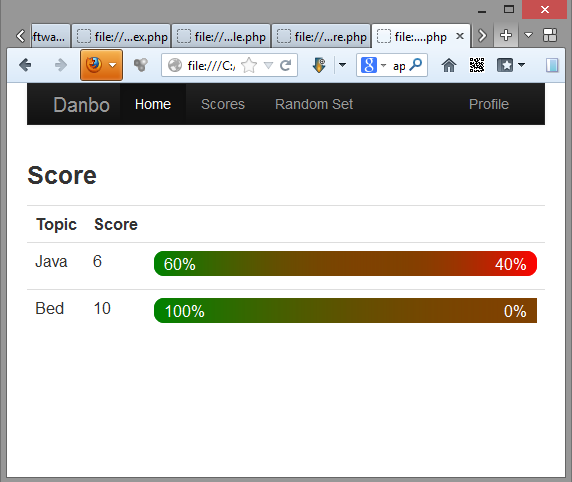 ftwa...
file://...ex.php
file://...le.php
file://...re.php
file:....php
file:///C:/
ap
Danbo
Home
Scores
Random Set
Profile
Score
Topic Score
Java 6 60% 40%
Bed 10 100% 0%